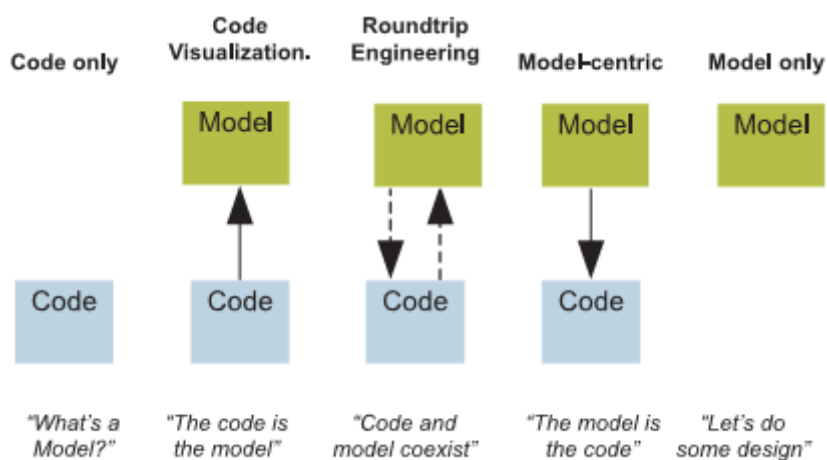 Code only
Code
Visualization.
Roundtrip
Engineering
Model-centric
Model only
Model
Model
Model
Model
Code
Code
Code
Code
“What’s a
Model?”
“The code is
the model”
“Code and
model coexist”
“The model is
the code”
“Let’s do
some design”